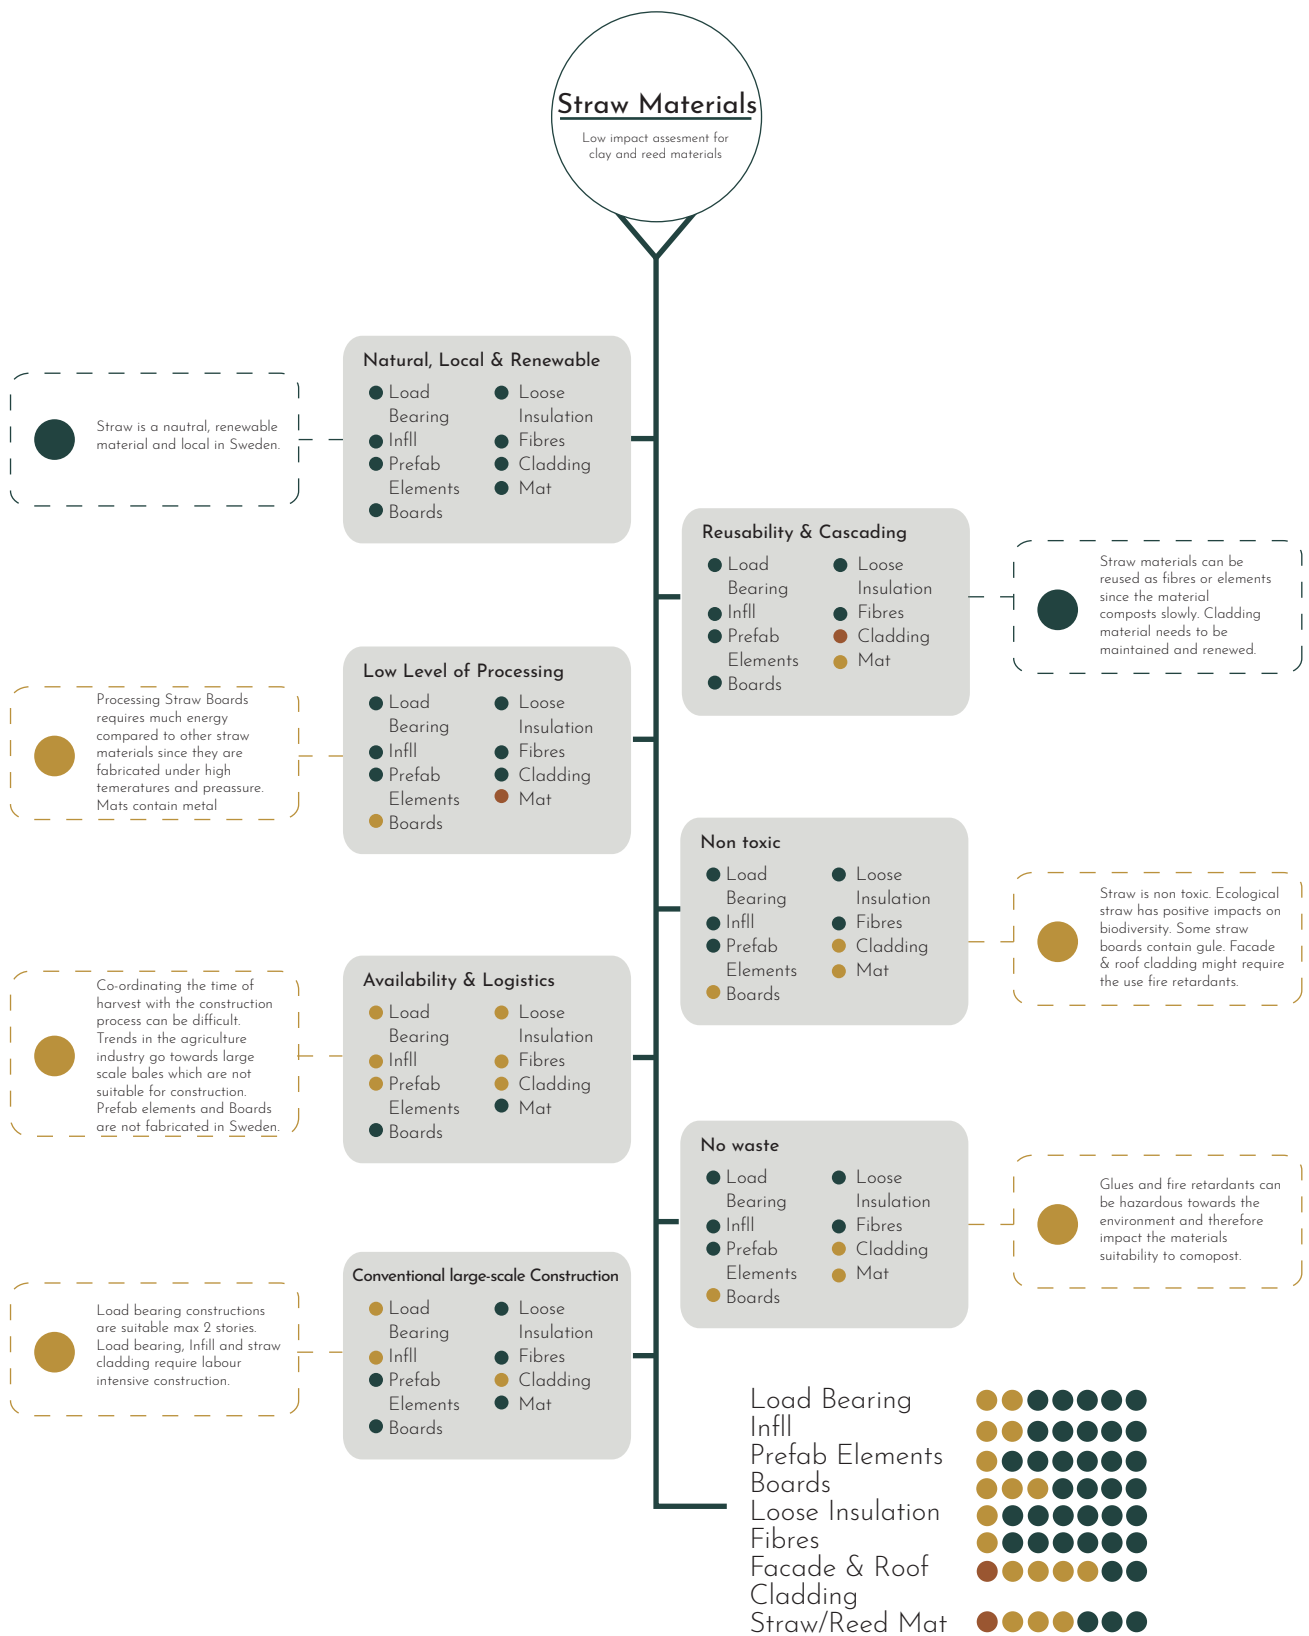 Straw Materials
Low impact assesment for
clay and reed materials
Natural, Local & Renewable
Load
Bearing
Infll
Prefab
Elements
Boards
Loose
Insulation
Fibres
Cladding
Mat
Straw is a nautral, renewable
material and local in Sweden.
Reusability & Cascading
Load
Bearing
Infll
Prefab
Elements
Boards
Loose
Insulation
Fibres
Cladding
Mat
Straw materials can be
reused as fibres or elements
since the material
composts slowly. Cladding
material needs to be
maintained and renewed.
Low Level of Processing
Load
Bearing
Infll
Prefab
Elements
Boards
Loose
Insulation
Fibres
Cladding
Mat
Processing Straw Boards
requires much energy
compared to other straw
materials since they are
fabricated under high
temeratures and preassure.
Mats contain metal
Non toxic
Load
Bearing
Infll
Prefab
Elements
Boards
Loose
Insulation
Fibres
Cladding
Mat
Straw is non toxic. Ecological
straw has positive impacts on
biodiversity. Some straw
boards contain gule. Facade
& roof cladding might require
the use fire retardants.
Availability & Logistics
Load
Bearing
Infll
Prefab
Elements
Boards
Loose
Insulation
Fibres
Cladding
Mat
Co-ordinating the time of
harvest with the construction
process can be difficult.
Trends in the agriculture
industry go towards large
scale bales which are not
suitable for construction.
Prefab elements and Boards
are not fabricated in Sweden.
No waste
Load
Bearing
Infll
Prefab
Elements
Boards
Loose
Insulation
Fibres
Cladding
Mat
Glues and fire retardants can
be hazardous towards the
environment and therefore
impact the materials
suitability to comopost.
Conventional large-scale Construction
Load
Bearing
Infll
Prefab
Elements
Boards
Loose
Insulation
Fibres
Cladding
Mat
Load bearing constructions
are suitable max 2 stories.
Load bearing, Infill and straw
cladding require labour
intensive construction.
Load Bearing
Infll
Prefab Elements
Boards
Loose Insulation
Fibres
Facade & Roof
Cladding
Straw/Reed Mat